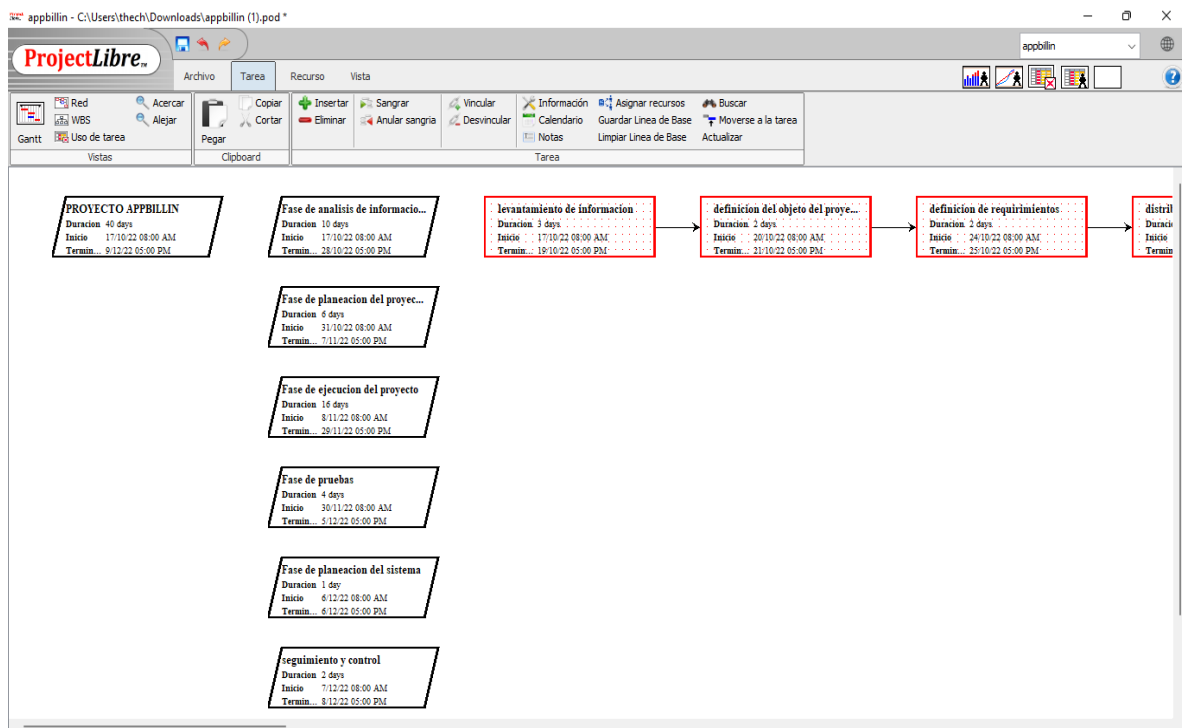 appbillin - C:\Users\thech\Downloads\appbillin (1).pod *
ProjectLibre
appbillin
Archivo Tarea Recurso Vista
Gantt
Red
WBS
Uso de tarea
Acercar
Alejar
Vistas
Pegar
Copiar
Cortar
Clipboard
Insertar
Eliminar
Sangrar
Anular sangria
Vincular
Desvincular
Información
Calendario
Notas
Asignar recursos
Guardar Linea de Base
Limpiar Linea de Base
Buscar
Moverse a la tarea
Actualizar
Tarea
PROYECTO APPBILLIN
Duracion 40 days
Inicio 17/10/22 08:00 AM
Termin... 9/12/22 05:00 PM
Fase de analisis de informacio...
Duracion 10 days
Inicio 17/10/22 08:00 AM
Termin... 28/10/22 05:00 PM
levantamiento de informacion
Duracion 3 days
Inicio 17/10/22 08:00 AM
Termin... 19/10/22 05:00 PM
definicion del objeto del proye...
Duracion 2 days
Inicio 20/10/22 08:00 AM
Termin... 21/10/22 05:00 PM
definicion de requirimientos
Duracion 2 days
Inicio 24/10/22 08:00 AM
Termin... 25/10/22 05:00 PM
distril
Duracio
Inicio
Termin
Fase de planeacion del proyec...
Duracion 6 days
Inicio 31/10/22 08:00 AM
Termin... 7/11/22 05:00 PM
Fase de ejecucion del proyecto
Duracion 16 days
Inicio 8/11/22 08:00 AM
Termin... 29/11/22 05:00 PM
Fase de pruebas
Duracion 4 days
Inicio 30/11/22 08:00 AM
Termin... 5/12/22 05:00 PM
Fase de planeacion del sistema
Duracion 1 day
Inicio 6/12/22 08:00 AM
Termin... 6/12/22 05:00 PM
seguimiento y control
Duracion 2 days
Inicio 7/12/22 08:00 AM
Termin... 8/12/22 05:00 PM